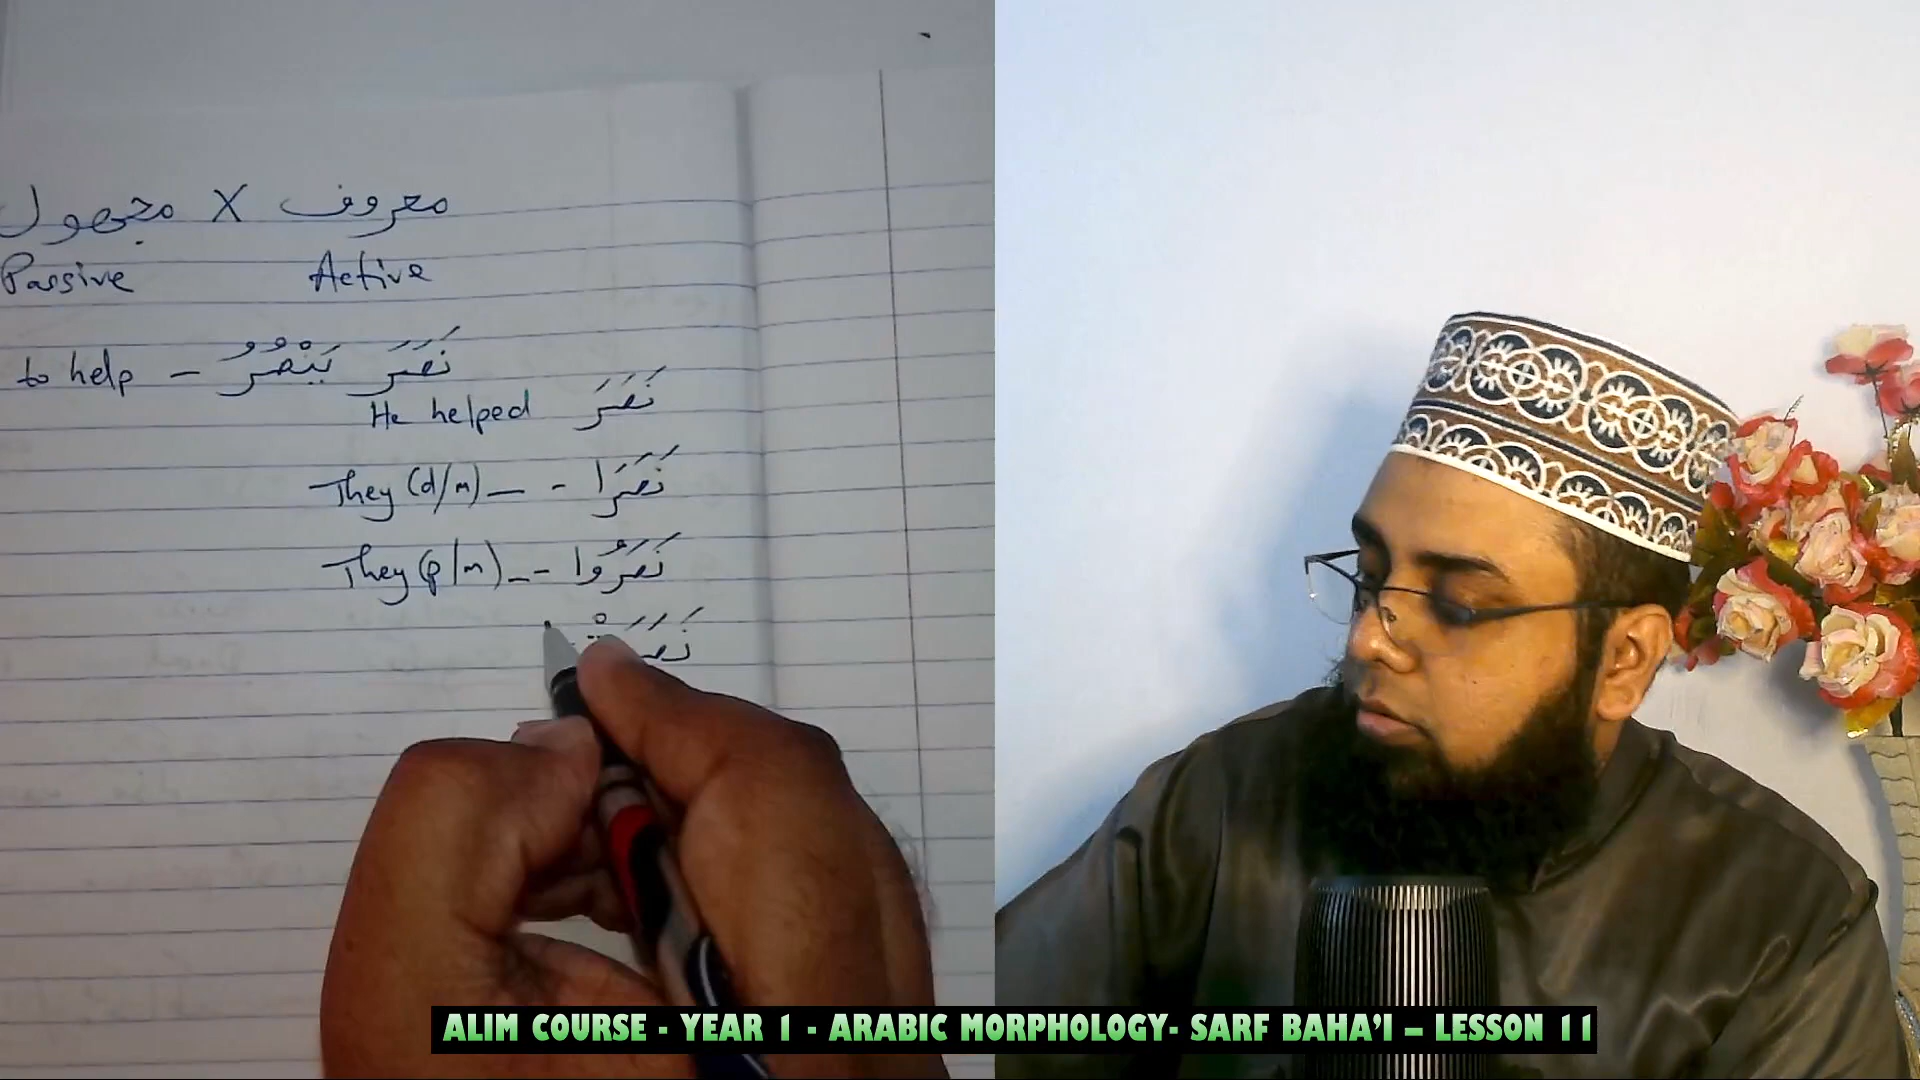 معروف X مجهول
Active Passive
نَصَرَ يَنْصُرُ - to help
نَصَرَ He helped
نَصَرَا - - They (d/m)
نَصَرُوا - - They (p/m)
ALIM COURSE - YEAR 1 - ARABIC MORPHOLOGY- SARF BAHA’I – LESSON 11